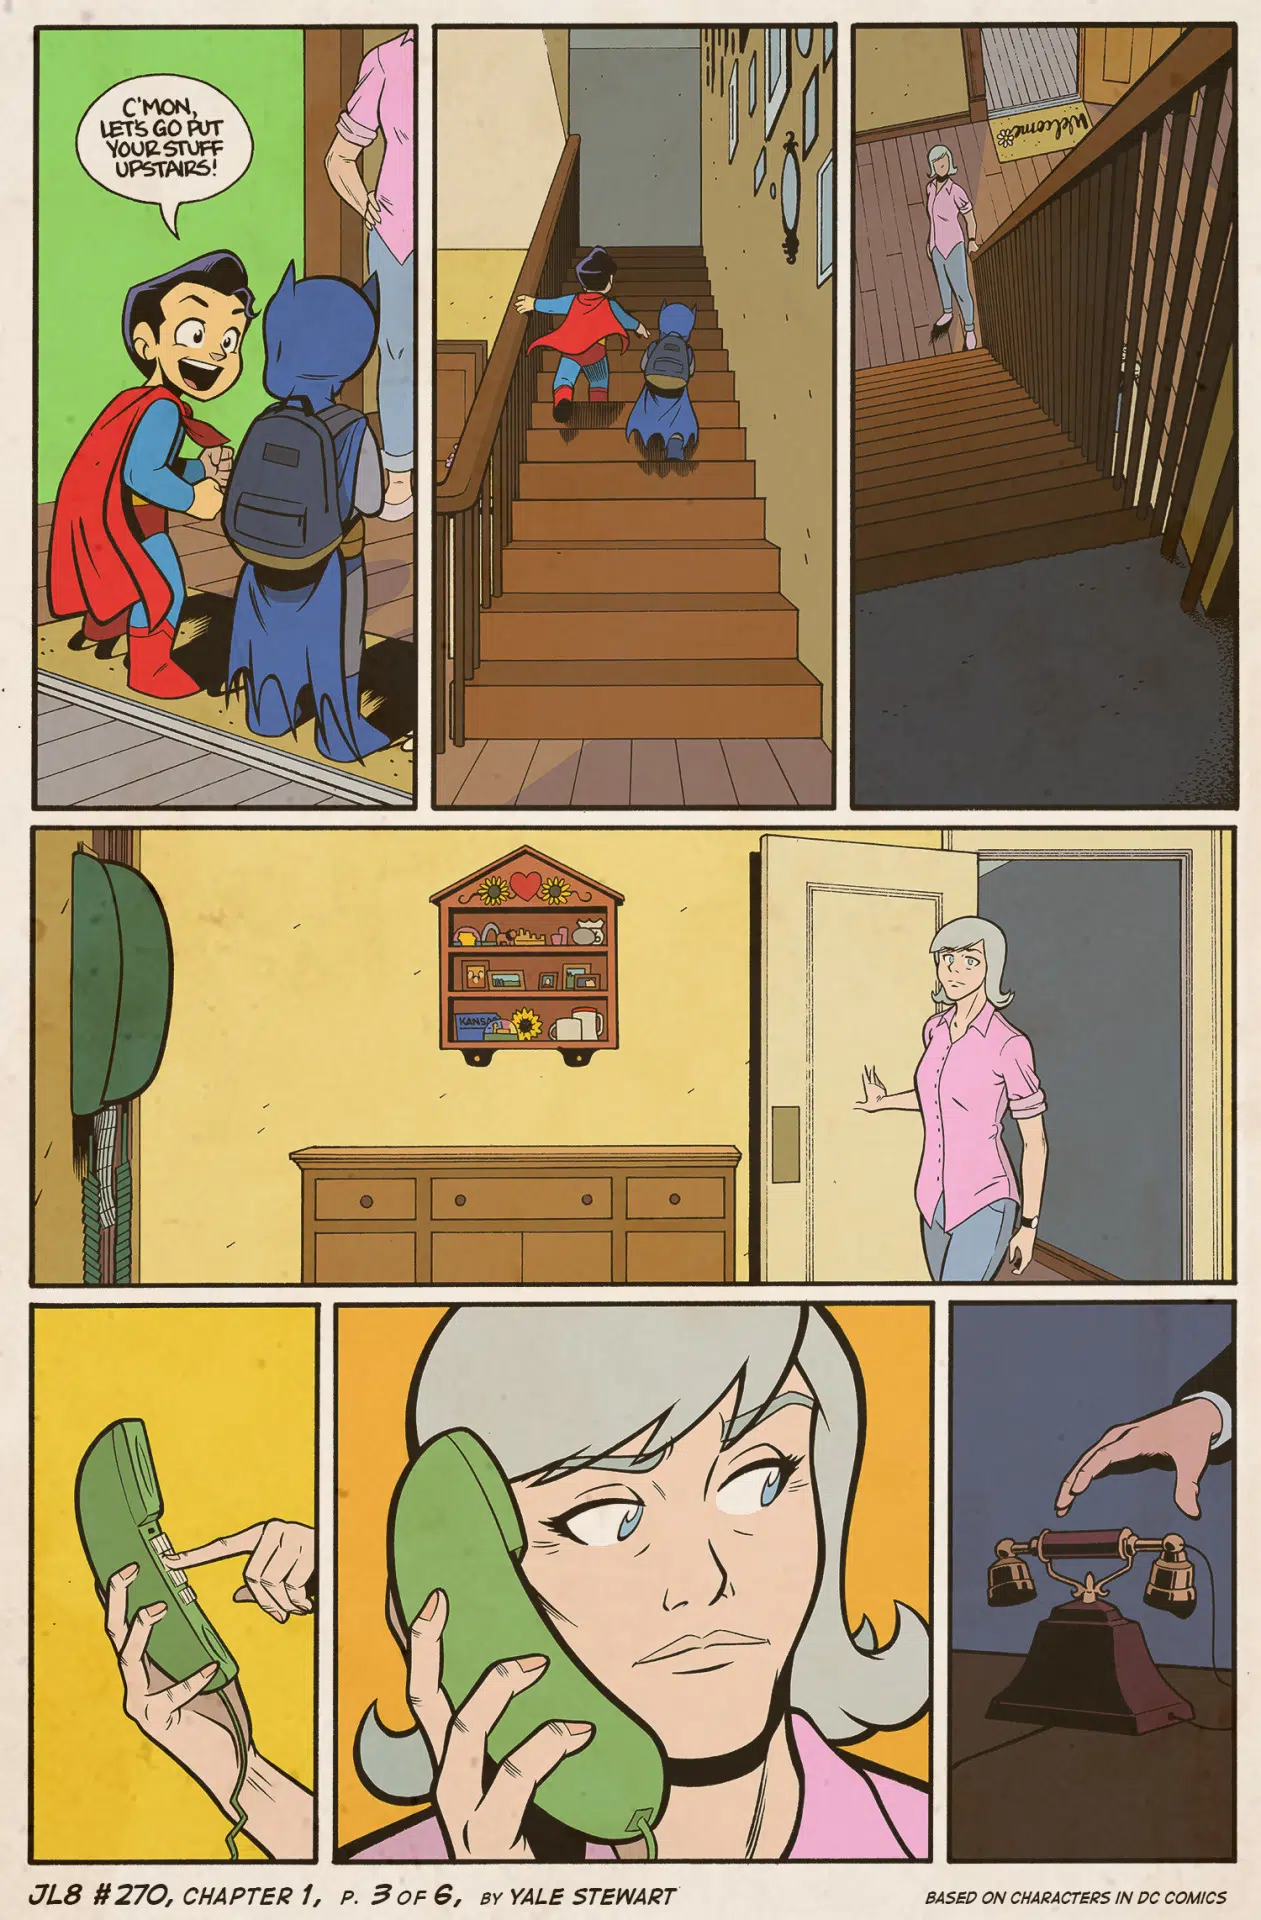 C'MON,
LET'S GO PUT
YOUR STUFF
UPSTAIRS!
Welcome
KANSAS
JL8 #270, CHAPTER 1, P. 3 OF 6, BY YALE STEWART
BASED ON CHARACTERS IN DC COMICS